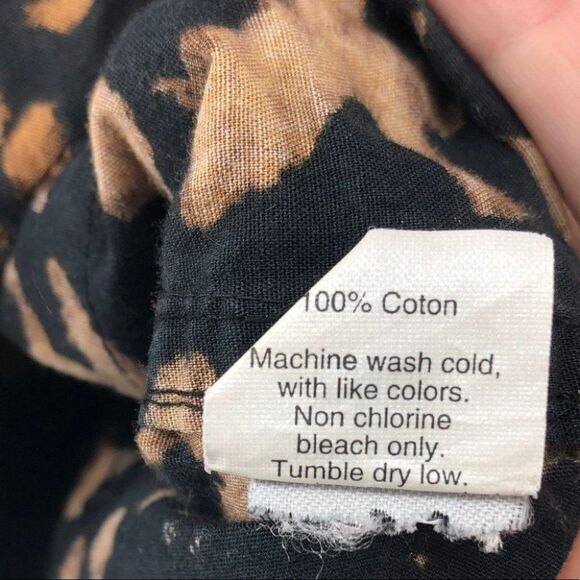 100% Coton
Machine wash cold,
with like colors.
Non chlorine
bleach only.
Tumble dry low.